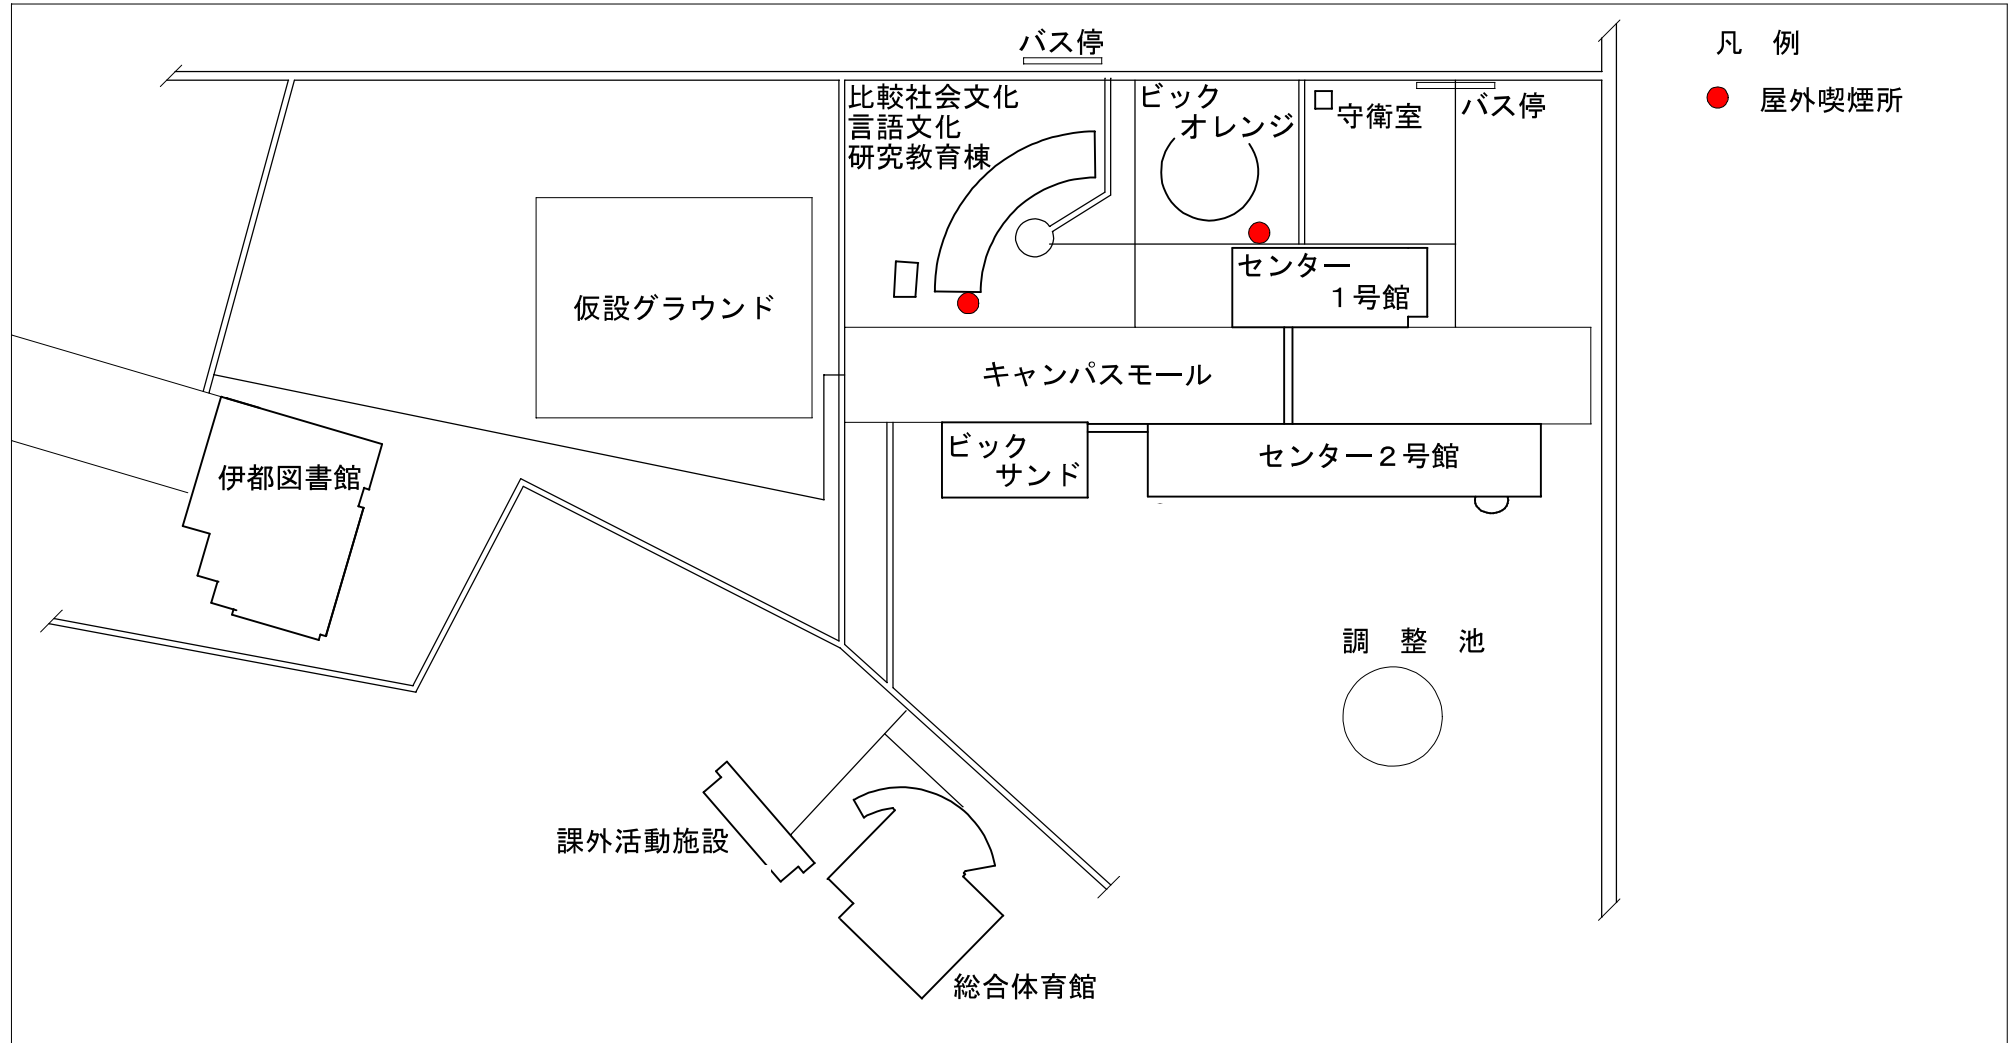 バス停
凡 例
屋外喫煙所
比較社会文化
言語文化
研究教育棟
ビック
オレンジ
守衛室
バス停
センター
1号館
仮設グラウンド
キャンパスモール
ビック
サンド
センター2号館
伊都図書館
調 整 池
課外活動施設
総合体育館